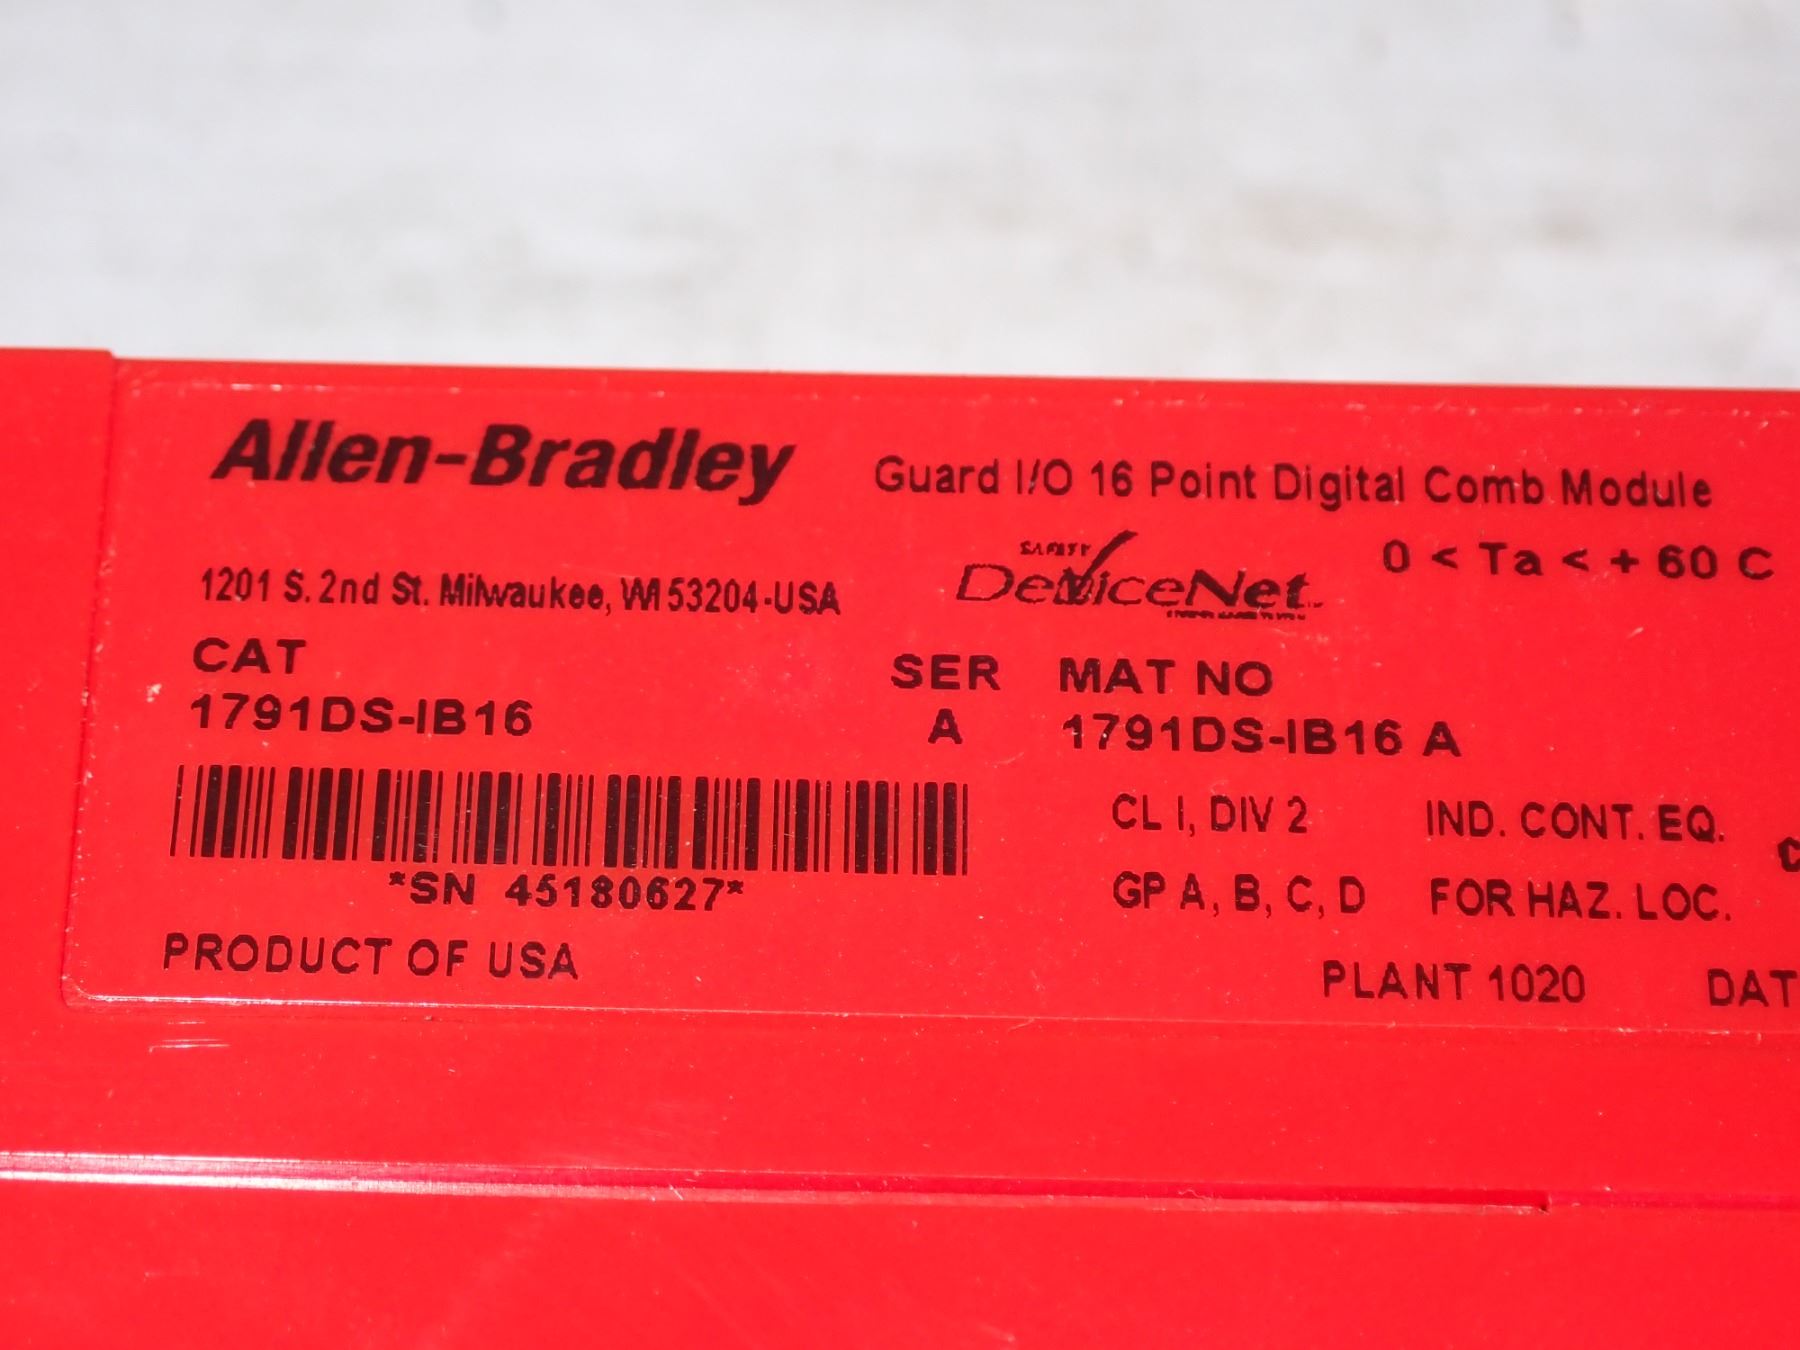 Allen-Bradley
Guard I/O 16 Point Digital Comb Module
SAFETY
DeviceNet
0 < Ta < + 60 C
1201 S. 2nd St. Milwaukee, WI 53204-USA
CAT
1791DS-IB16
SER
A
MAT NO
1791DS-IB16 A
CL I, DIV 2
GP A, B, C, D
IND. CONT. EQ.
FOR HAZ. LOC.
*SN 45180627*
PRODUCT OF USA
PLANT 1020
DAT